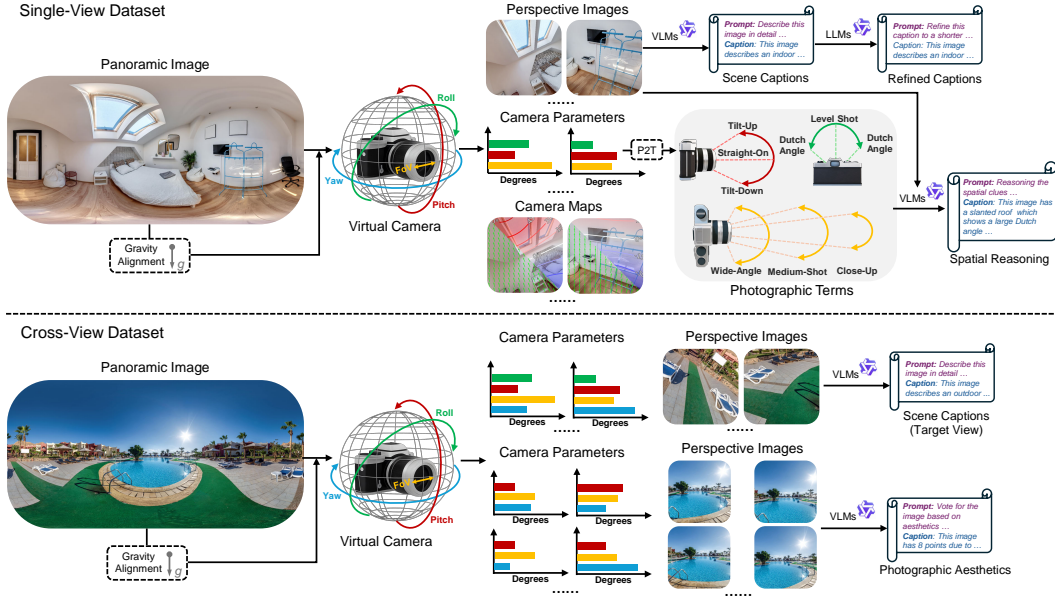 Single-View Dataset
Panoramic Image
Gravity
Alignment
g
Roll
FoV
Yaw
Pitch
Virtual Camera
Perspective Images
......
Camera Parameters
Degrees
Degrees
Camera Maps
......
P2T
VLMs
Prompt: Describe this
image in detail ...
Caption: This image
describes an indoor ...
Scene Captions
LLMs
Prompt: Refine this
caption to a shorter ...
Caption: This image
describes an indoor ...
Refined Captions
Tilt-Up
Straight-On
Tilt-Down
Level Shot
Dutch
Angle
Dutch
Angle
Wide-Angle
Medium-Shot
Close-Up
Photographic Terms
VLMs
Prompt: Reasoning the
spatial clues ...
Caption: This image has
a slanted roof which
shows a large Dutch
angle ...
Spatial Reasoning
Cross-View Dataset
Panoramic Image
Gravity
Alignment
g
Roll
FoV
Yaw
Pitch
Virtual Camera
Camera Parameters
Degrees
Degrees
......
Perspective Images
......
VLMs
Prompt: Describe this
image in detail ...
Caption: This image
describes an outdoor ...
Scene Captions
(Target View)
Camera Parameters
Degrees
Degrees
Degrees
Degrees
......
Perspective Images
......
VLMs
Prompt: Vote for the
image based on
aesthetics ...
Caption: This image
has 8 points due to ...
Photographic Aesthetics